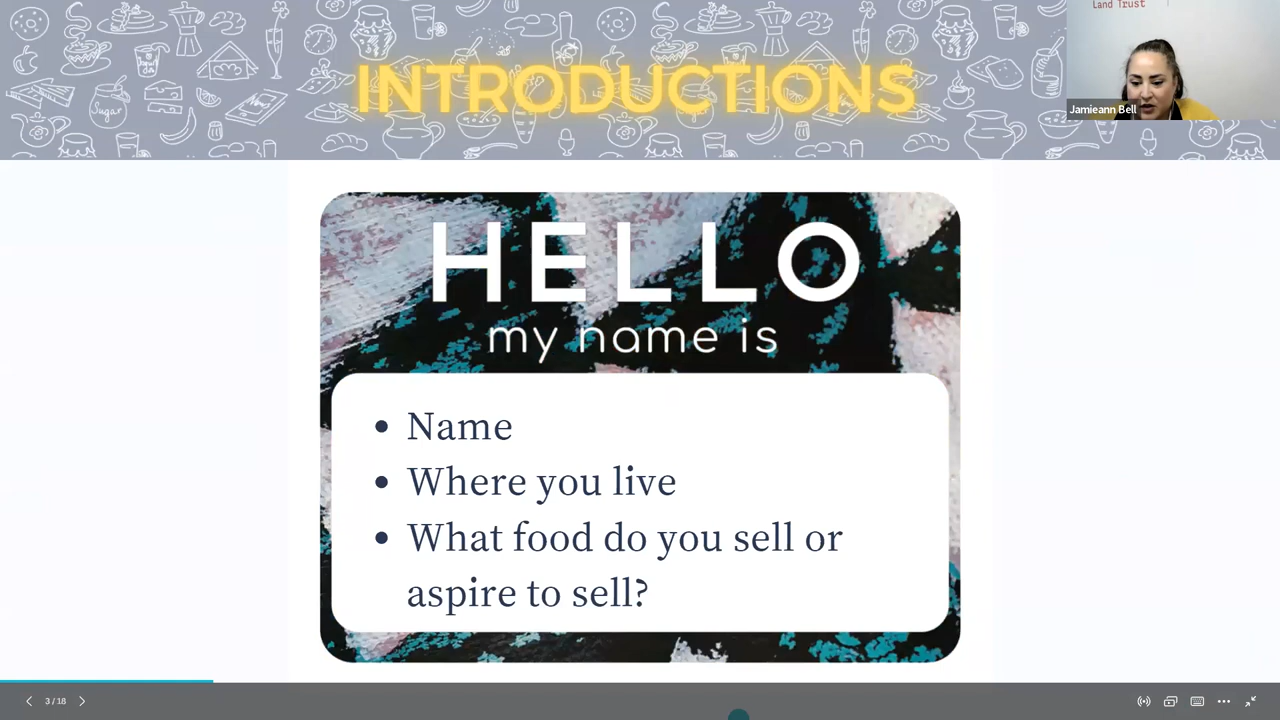 Land Trust
INTRODUCTIONS
Jamieann Bell
Sugar
HELLO
my name is
• Name
• Where you live
• What food do you sell or
aspire to sell?
3 / 18